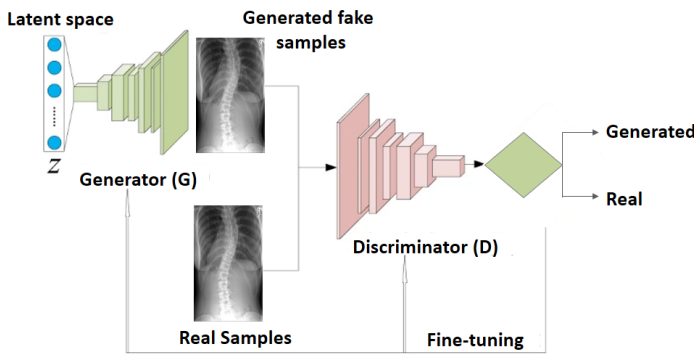 Latent space
Generated fake
samples
z
Generator (G)
Generated
Real
Discriminator (D)
Real Samples
Fine-tuning